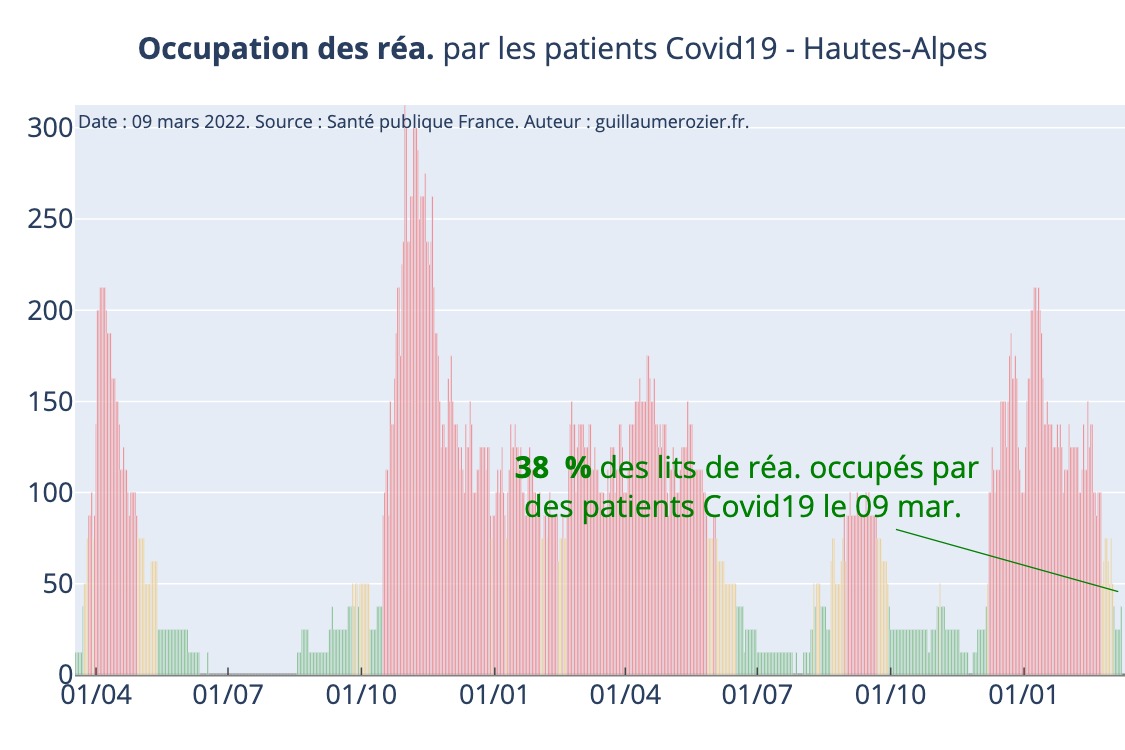 Occupation des réa. par les patients Covid19 - Hautes-Alpes
Date : 09 mars 2022. Source : Santé publique France. Auteur : guillaumerozier.fr.
300
250
200
150
100
50
0
38 % des lits de réa. occupés par
des patients Covid19 le 09 mar.
01/04 01/07 01/10 01/01 01/04 01/07 01/10 01/01